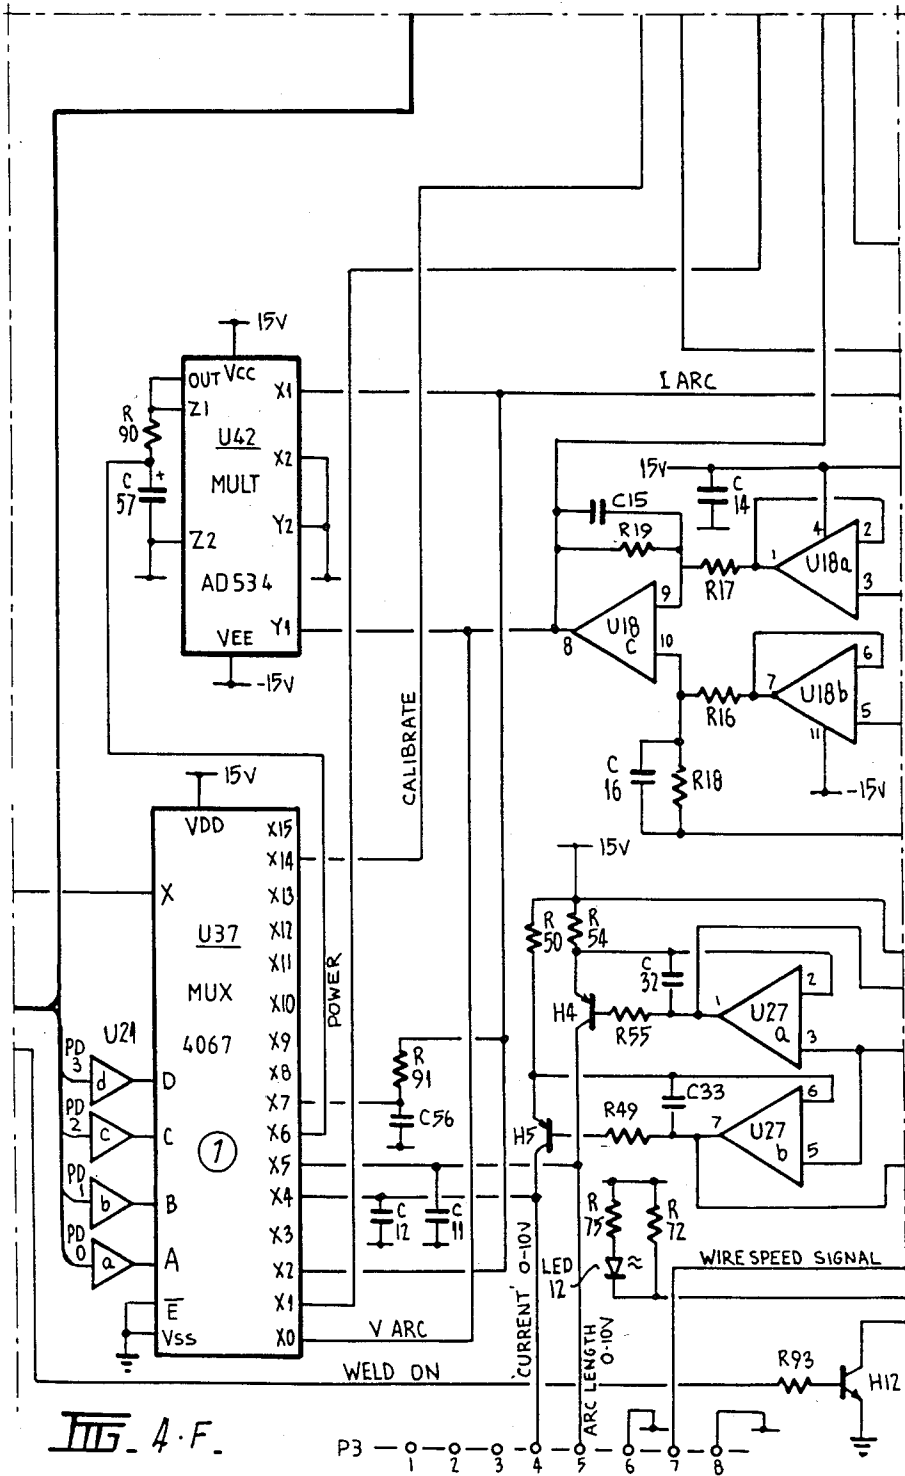 15V
OUT VCC
X1
I ARC
Z1
R
90
U42
X2
15V
C
14
C
57
+
MULT
C15
4
2
Y2
R19
1
U18a
Z2
R17
3
AD534
9
U18
C
Y1
VEE
8
10
6
-15V
7
U18b
R16
5
11
CALIBRATE
C
16
R18
-15V
15V
VDD
X15
15V
X14
X
X13
R
50
R
54
U37
X12
X11
C
32
2
MUX
X10
POWER
H4
R55
1
U27
a
U21
4067
X9
3
PD
3
d
D
X8
R
91
X7
C33
6
PD
2
c
C
C56
X6
H5
R49
7
U27
b
1
X5
5
PD
1
b
B
X4
C
12
C
11
R
75
R
72
PD
0
X3
a
A
X2
CURRENT 0-10V
LED
12
WIRE SPEED SIGNAL
E
X1
VSS
X0
V ARC
ARC LENGTH
0-10V
WELD ON
R93
H12
FIG. 4.F.
P3
1
2
3
4
5
6
7
8